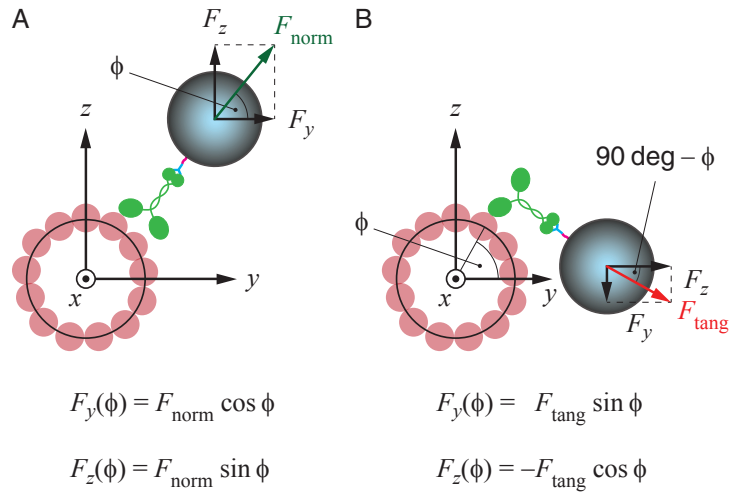 A
F_z
F_norm
ϕ
F_y
z
y
x
F_y(ϕ) = F_norm cos ϕ
F_z(ϕ) = F_norm sin ϕ
B
z
90 deg – ϕ
ϕ
x
y
F_z
F_y
F_tang
F_y(ϕ) = F_tang sin ϕ
F_z(ϕ) = –F_tang cos ϕ